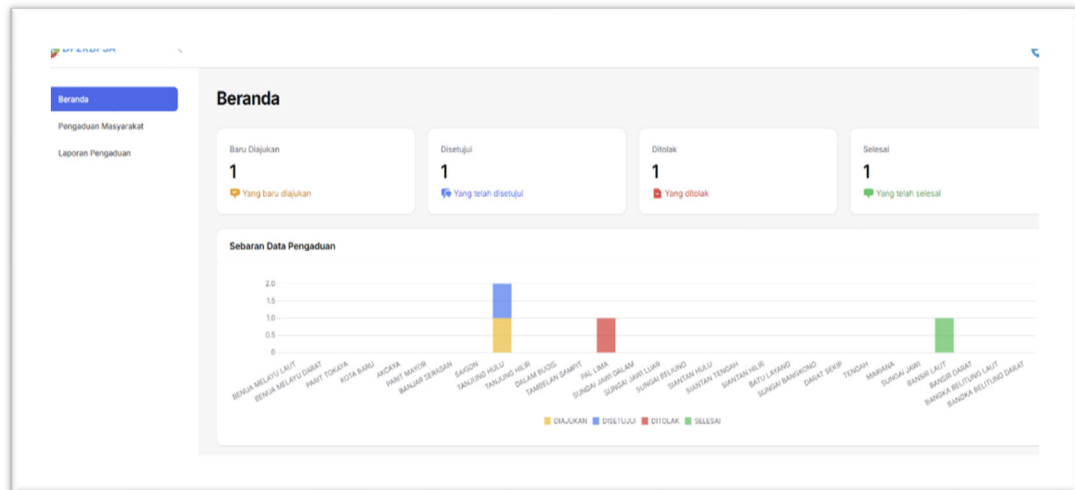 Beranda
Pengaduan Masyarakat
Laporan Pengaduan
Beranda
Baru Diajukan
1
Yang baru diajukan
Disetujui
1
Yang telah disetujui
Ditolak
1
Yang ditolak
Selesai
1
Yang telah selesai
Sebaran Data Pengaduan
2.0
1.5
1.0
0.5
0
BENUA MELAYU LAUT
BENUA MELAYU DARAT
PARIT TOKAYA
KOTA BARU
AKCAYA
PARIT MAYOR
BANJAR SERASAN
SAIGON
TANJUNG HULU
TANJUNG HILIR
DALAM BUGIS
TAMBELAN SAMPIT
PAL LIMA
SUNGAI JAWI DALAM
SUNGAI JAWI LUAR
SUNGAI BELIUNG
SIANTAN HULU
SIANTAN TENGAH
SIANTAN HILIR
BATU LAYANG
SUNGAI BANGKONG
DARAT SEKIP
TENGAH
MARIANA
SUNGAI JAWI
BANSIR LAUT
BANSIR DARAT
BANGKA BELITUNG LAUT
BANGKA BELITUNG DARAT
DIAJUKAN DISETUJUI DITOLAK SELESAI